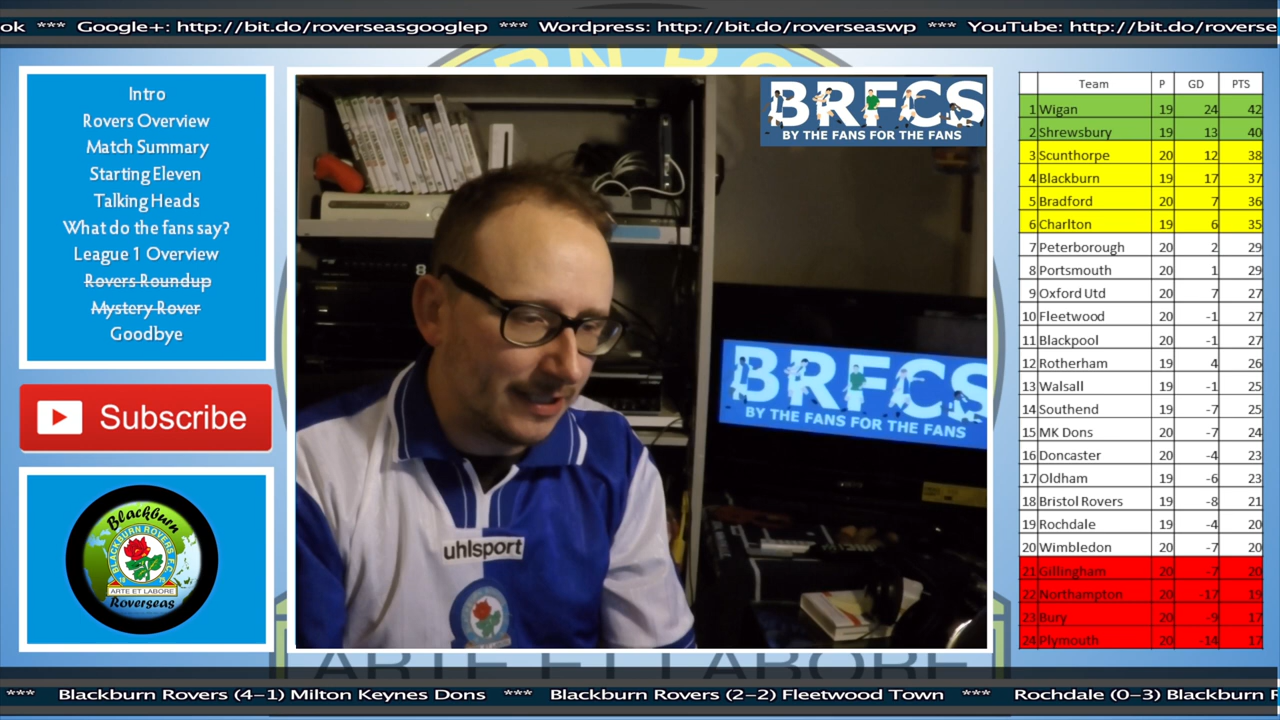 ok *** Google+: http://bit.do/roverseasgooglep *** Wordpress: http://bit.do/roverseaswp *** YouTube: http://bit.do/roverse
Intro
Rovers Overview
Match Summary
Starting Eleven
Talking Heads
What do the fans say?
League 1 Overview
Rovers Roundup
Mystery Rover
Goodbye
Subscribe
Blackburn
BLACKBURN ROVERS F.C.
1875
ARTE ET LABORE
Roverseas
BRFCS
BY THE FANS FOR THE FANS
BRFCS
BY THE FANS FOR THE FANS
uhlsport
Team P GD PTS
1 Wigan 19 24 42
2 Shrewsbury 19 13 40
3 Scunthorpe 20 12 38
4 Blackburn 19 17 37
5 Bradford 20 7 36
6 Charlton 19 6 35
7 Peterborough 20 2 29
8 Portsmouth 20 1 29
9 Oxford Utd 20 7 27
10 Fleetwood 20 -1 27
11 Blackpool 20 -1 27
12 Rotherham 19 4 26
13 Walsall 19 -1 25
14 Southend 19 -7 25
15 MK Dons 20 -7 24
16 Doncaster 20 -4 23
17 Oldham 19 -6 23
18 Bristol Rovers 19 -8 21
19 Rochdale 19 -4 20
20 Wimbledon 20 -7 20
21 Gillingham 20 -7 20
22 Northampton 20 -17 19
23 Bury 20 -9 17
24 Plymouth 20 -14 17
ARTE ET LABORE
*** Blackburn Rovers (4-1) Milton Keynes Dons *** Blackburn Rovers (2-2) Fleetwood Town *** Rochdale (0-3) Blackburn R